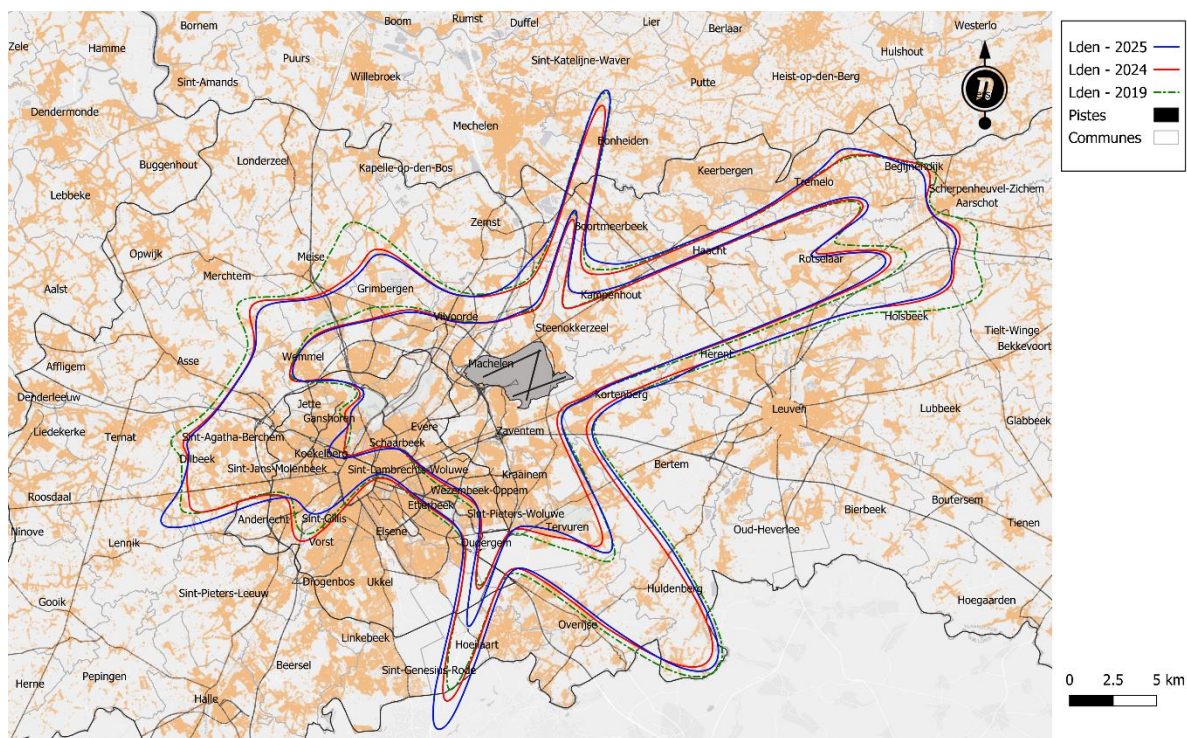 Bornem
Boom
Rumst
Duffel
Lier
Berlaar
Westerlo
Zele
Hamme
Puurs
Sint-Katelijne-Waver
Hulshout
Sint-Amands
Willebroek
Putte
Heist-op-den-Berg
Dendermonde
Mechelen
Bonheiden
Buggenhout
Londerzeel
Kapelle-op-den-Bos
Keerbergen
Tremelo
Begijnendijk
Lebbeke
Scherpenheuvel-Zichem
Aarschot
Zemst
Boortmeerbeek
Opwijk
Meise
Haacht
Rotselaar
Merchtem
Aalst
Grimbergen
Kampenhout
Vilvoorde
Steenokkerzeel
Holsbeek
Tielt-Winge
Bekkevoort
Affligem
Asse
Wemmel
Machelen
Herent
Denderleeuw
Jette
Ganshoren
Kortenberg
Leuven
Lubbeek
Glabbeek
Liedekerke
Ternat
Sint-Agatha-Berchem
Evere
Schaarbeek
Zaventem
Dilbeek
Koekelberg
Sint-Jans-Molenbeek
Sint-Lambrechts-Woluwe
Kraainem
Bertem
Roosdaal
Wezembeek-Oppem
Boutersem
Etterbeek
Sint-Pieters-Woluwe
Bierbeek
Anderlecht
Sint-Gillis
Tervuren
Tienen
Ninove
Lennik
Vorst
Elsene
Oudergem
Oud-Heverlee
Drogenbos
Ukkel
Huldenberg
Sint-Pieters-Leeuw
Gooik
Hoegaarden
Linkebeek
Overijse
Hoeilaart
Beersel
Sint-Genesius-Rode
Herne
Pepingen
Halle
Lden - 2025
Lden - 2024
Lden - 2019
Pistes
Communes
n
0 2.5 5 km